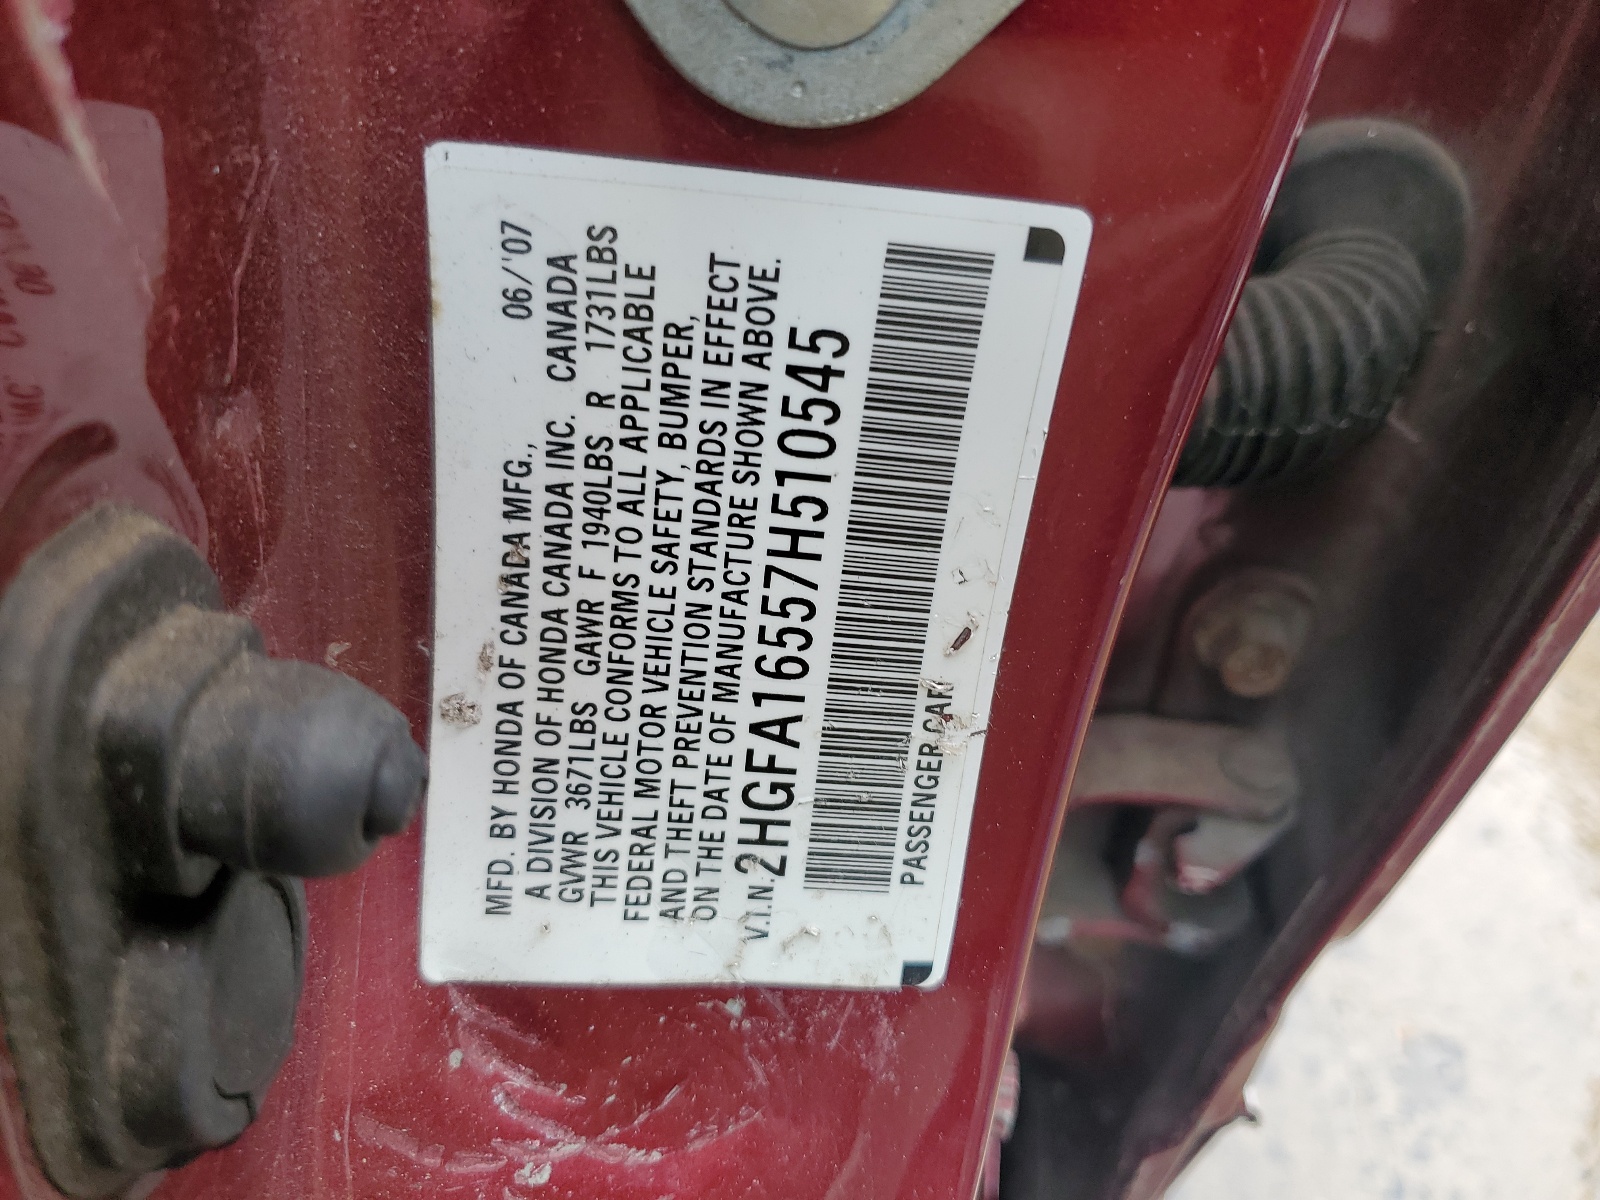 MFD. BY HONDA OF CANADA MFG., 06/'07
A DIVISION OF HONDA CANADA INC. CANADA
GVWR 3671LBS GAWR F 1940LBS R 1731LBS
THIS VEHICLE CONFORMS TO ALL APPLICABLE
FEDERAL MOTOR VEHICLE SAFETY, BUMPER,
AND THEFT PREVENTION STANDARDS IN EFFECT
ON THE DATE OF MANUFACTURE SHOWN ABOVE.
V.I.N. 2HGFA16557H510545
PASSENGER CAR